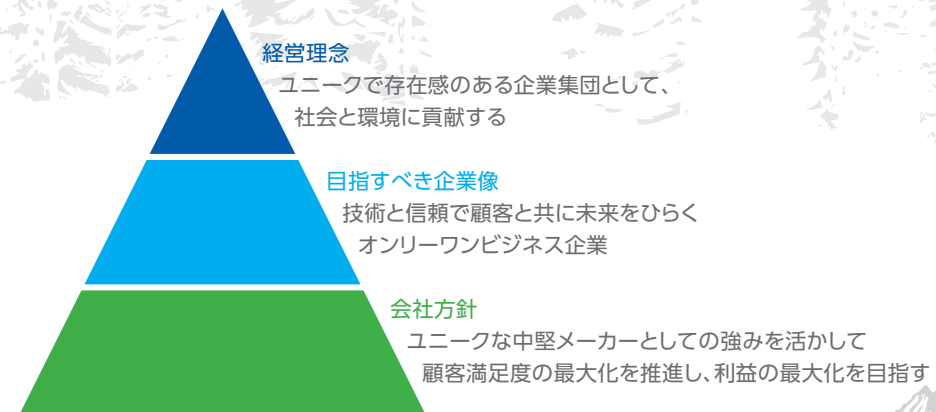 経営理念
ユニークで存在感のある企業集団として、
社会と環境に貢献する
目指すべき企業像
技術と信頼で顧客と共に未来をひらく
オンリーワンビジネス企業
会社方針
ユニークな中堅メーカーとしての強みを活かして
顧客満足度の最大化を推進し、利益の最大化を目指す